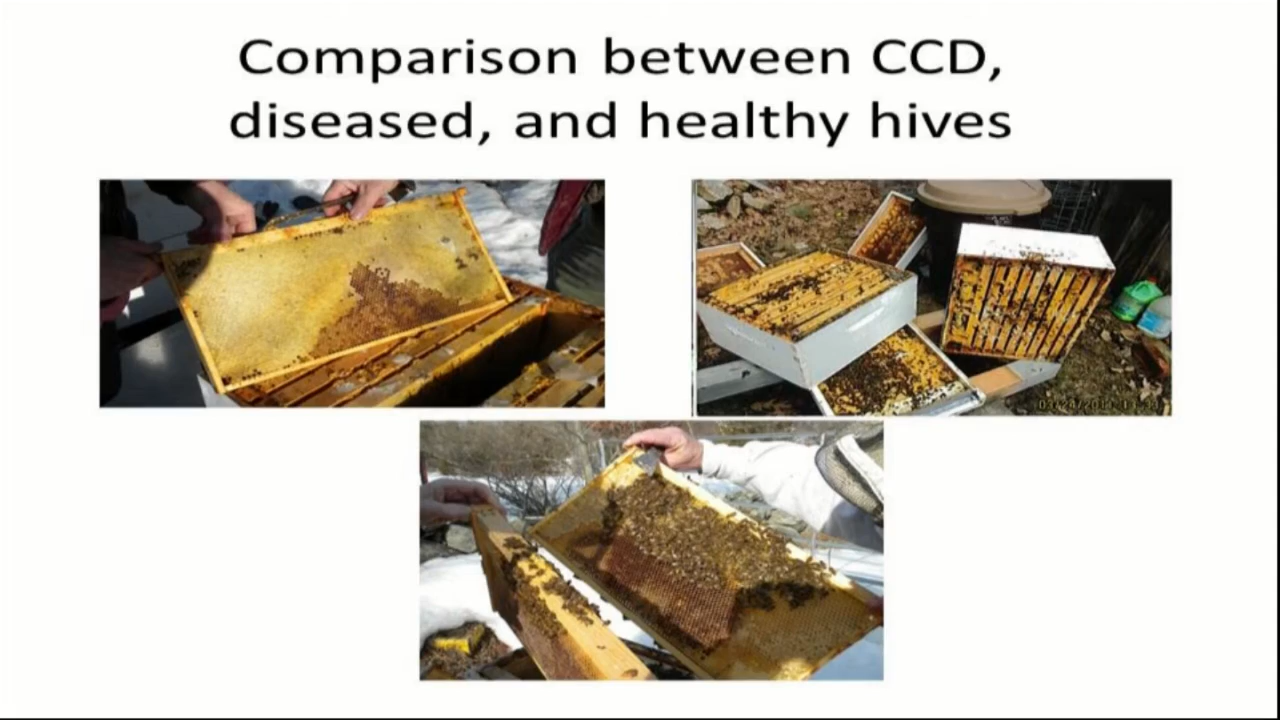 Comparison between CCD,
diseased, and healthy hives